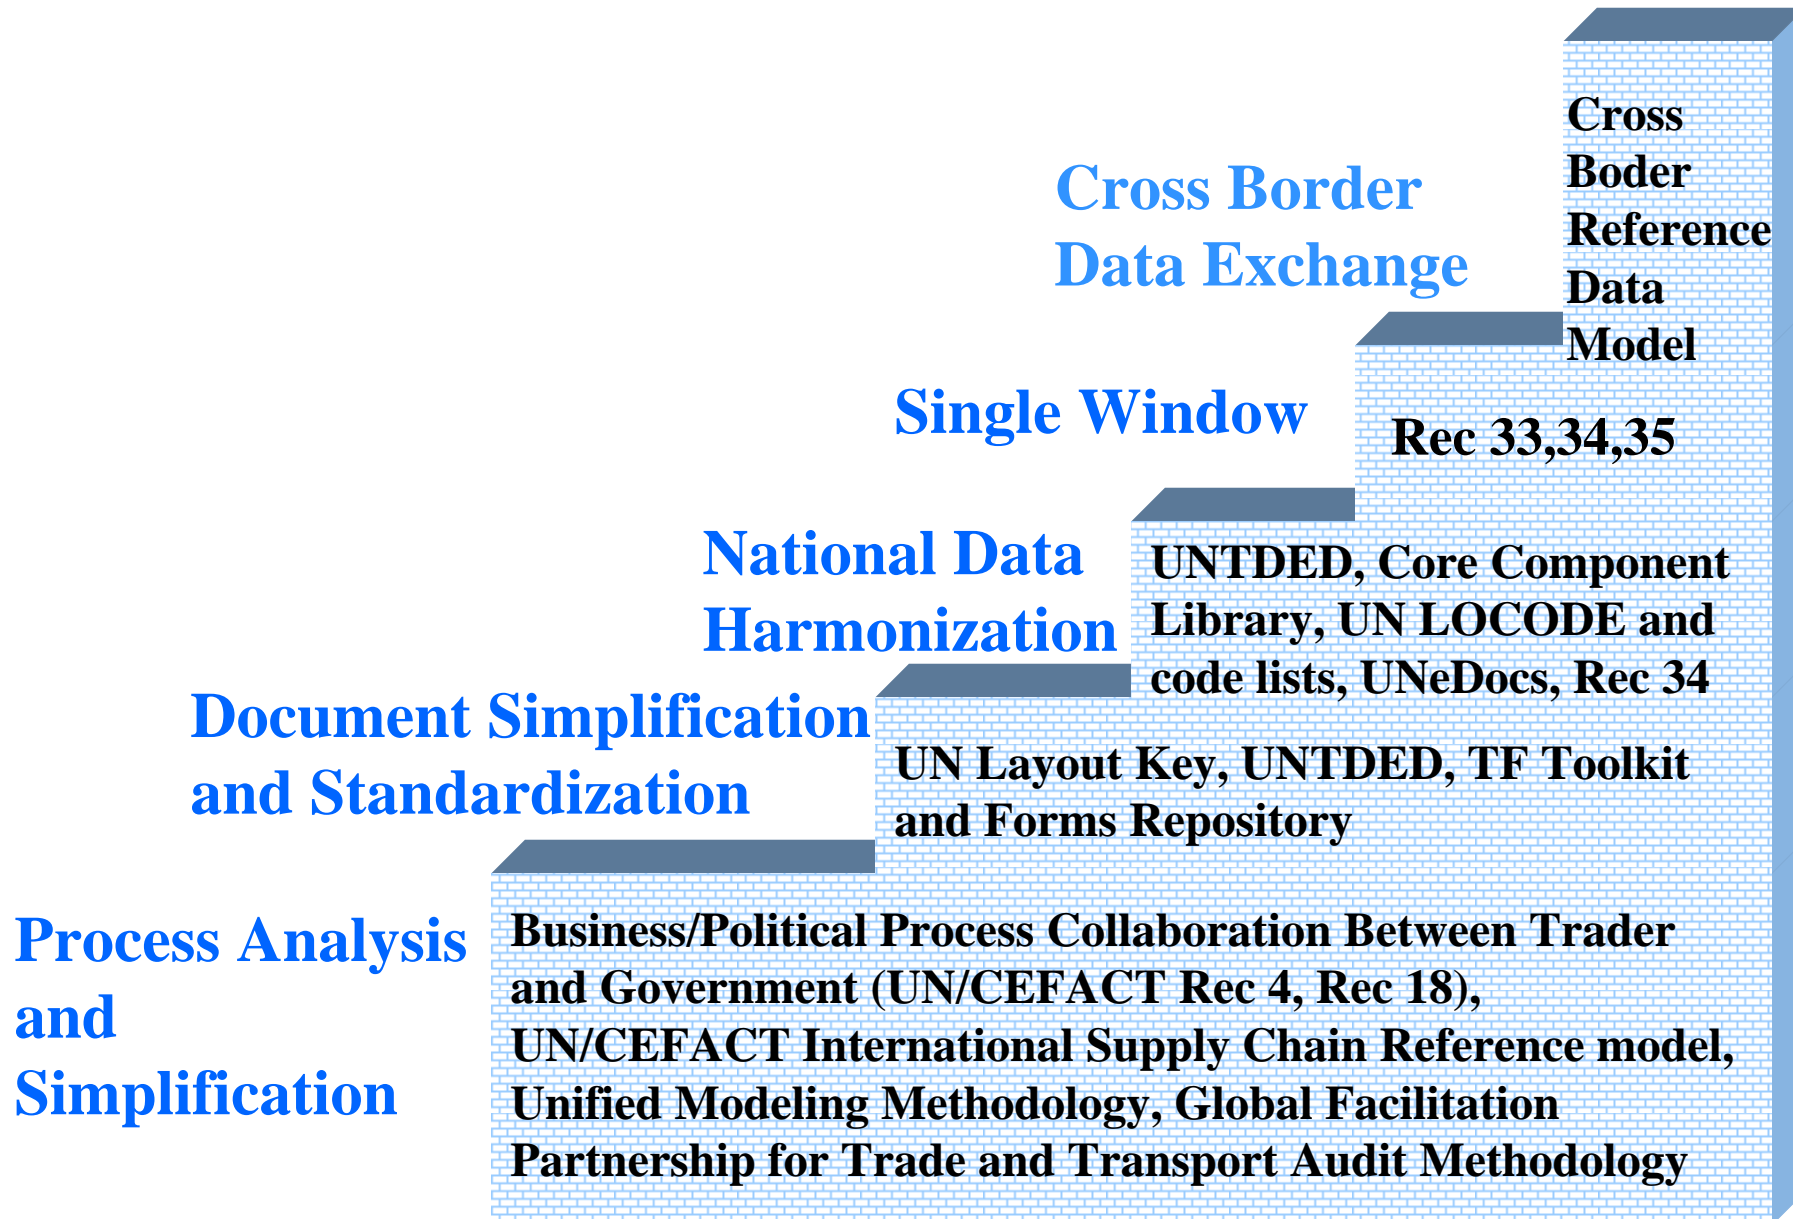 Cross
Boder
Reference
Data
Model
Cross Border
Data Exchange
Single Window
Rec 33,34,35
National Data
Harmonization
UNTDED, Core Component
Library, UN LOCODE and
code lists, UNeDocs, Rec 34
Document Simplification
and Standardization
UN Layout Key, UNTDED, TF Toolkit
and Forms Repository
Process Analysis
and
Simplification
Business/Political Process Collaboration Between Trader
and Government (UN/CEFACT Rec 4, Rec 18),
UN/CEFACT International Supply Chain Reference model,
Unified Modeling Methodology, Global Facilitation
Partnership for Trade and Transport Audit Methodology